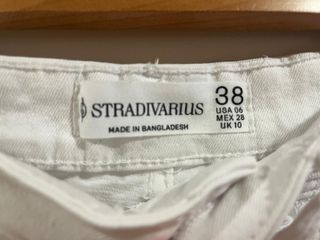 STRADIVARIUS
MADE IN BANGLADESH
38
USA 06
MEX 28
UK 10